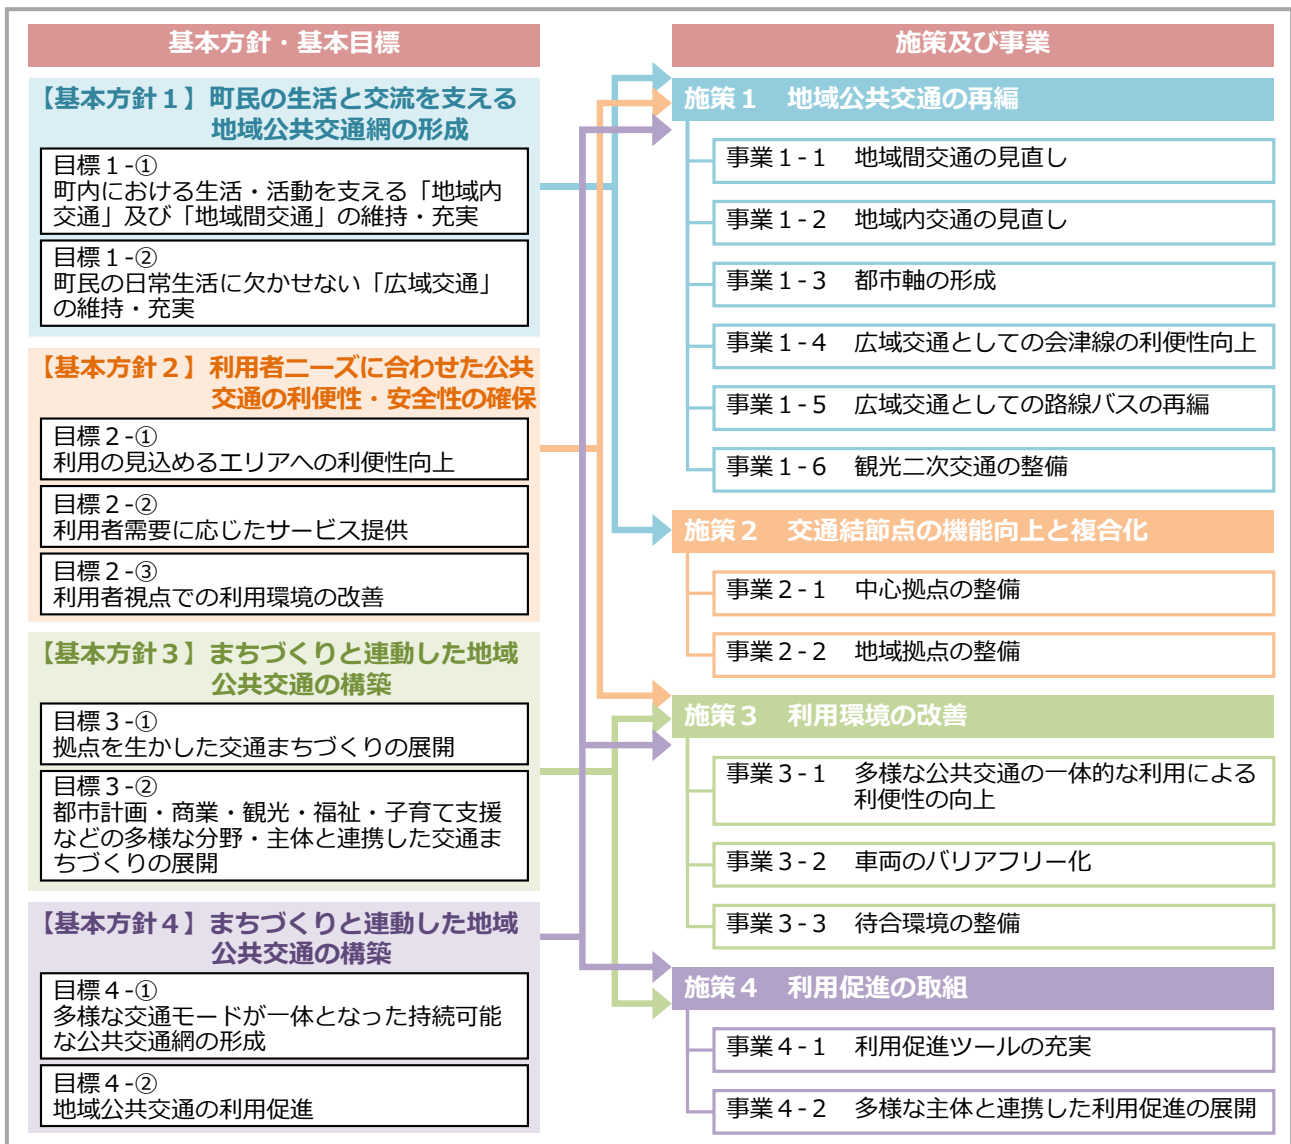 基本方針・基本目標
【基本方針１】町民の生活と交流を支える
地域公共交通網の形成
目標１-①
町内における生活・活動を支える「地域内
交通」及び「地域間交通」の維持・充実
目標１-②
町民の日常生活に欠かせない「広域交通」
の維持・充実
【基本方針２】利用者ニーズに合わせた公共
交通の利便性・安全性の確保
目標２-①
利用の見込めるエリアへの利便性向上
目標２-②
利用者需要に応じたサービス提供
目標２-③
利用者視点での利用環境の改善
【基本方針３】まちづくりと連動した地域
公共交通の構築
目標３-①
拠点を生かした交通まちづくりの展開
目標３-②
都市計画・商業・観光・福祉・子育て支援
などの多様な分野・主体と連携した交通ま
ちづくりの展開
【基本方針４】まちづくりと連動した地域
公共交通の構築
目標４-①
多様な交通モードが一体となった持続可能
な公共交通網の形成
目標４-②
地域公共交通の利用促進
施策及び事業
施策１　地域公共交通の再編
事業１-１　地域間交通の見直し
事業１-２　地域内交通の見直し
事業１-３　都市軸の形成
事業１-４　広域交通としての会津線の利便性向上
事業１-５　広域交通としての路線バスの再編
事業１-６　観光二次交通の整備
施策２　交通結節点の機能向上と複合化
事業２-１　中心拠点の整備
事業２-２　地域拠点の整備
施策３　利用環境の改善
事業３-１　多様な公共交通の一体的な利用による
利便性の向上
事業３-２　車両のバリアフリー化
事業３-３　待合環境の整備
施策４　利用促進の取組
事業４-１　利用促進ツールの充実
事業４-２　多様な主体と連携した利用促進の展開